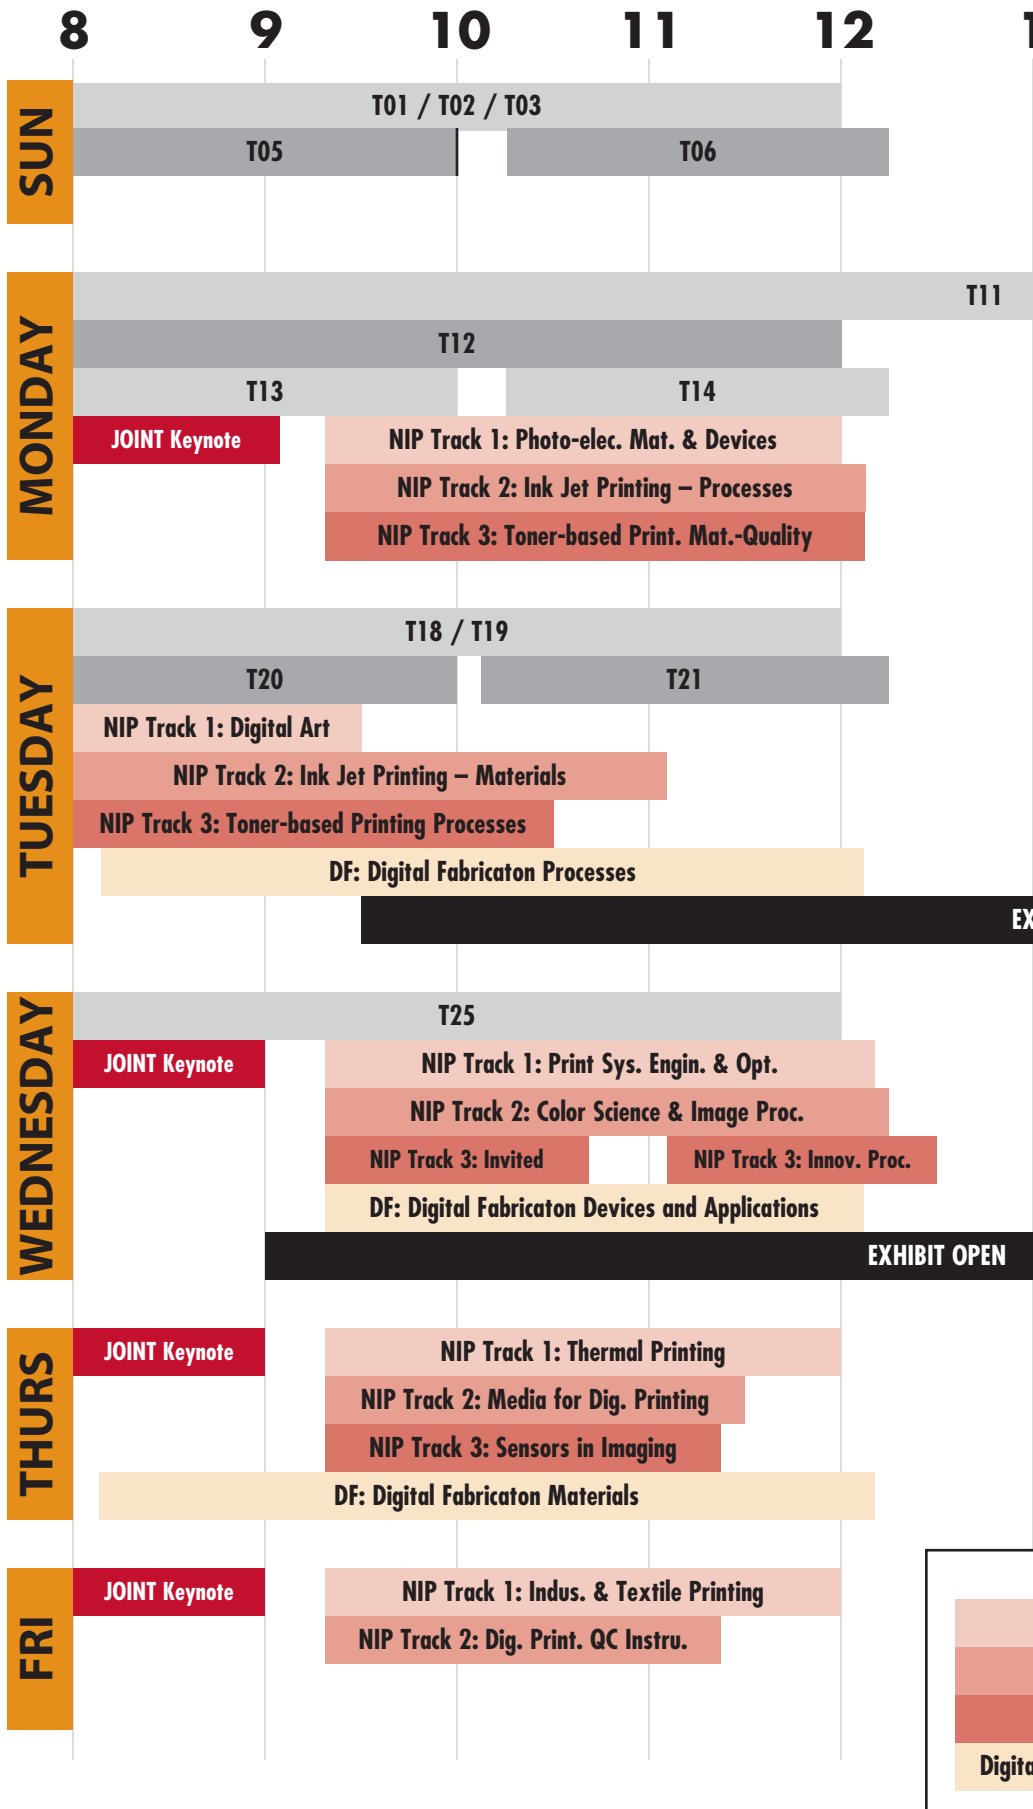 8 9 10 11 12 1
SUN
T01 / T02 / T03
T05 T06
MONDAY
T11
T12
T13 T14
JOINT Keynote NIP Track 1: Photo-elec. Mat. & Devices
NIP Track 2: Ink Jet Printing – Processes
NIP Track 3: Toner-based Print. Mat.-Quality
TUESDAY
T18 / T19
T20 T21
NIP Track 1: Digital Art
NIP Track 2: Ink Jet Printing – Materials
NIP Track 3: Toner-based Printing Processes
DF: Digital Fabricaton Processes
EX
WEDNESDAY
T25
JOINT Keynote NIP Track 1: Print Sys. Engin. & Opt.
NIP Track 2: Color Science & Image Proc.
NIP Track 3: Invited NIP Track 3: Innov. Proc.
DF: Digital Fabricaton Devices and Applications
EXHIBIT OPEN
THURS
JOINT Keynote NIP Track 1: Thermal Printing
NIP Track 2: Media for Dig. Printing
NIP Track 3: Sensors in Imaging
DF: Digital Fabricaton Materials
FRI
JOINT Keynote NIP Track 1: Indus. & Textile Printing
NIP Track 2: Dig. Print. QC Instru.
Digita